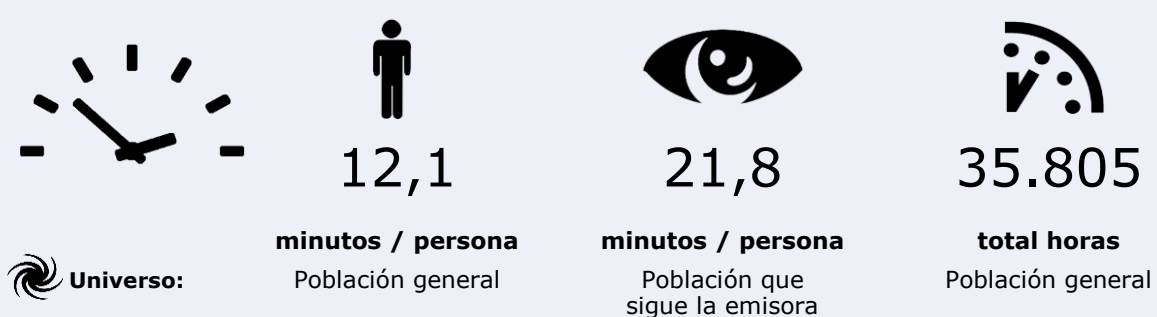 12,1
21,8
35.805
minutos / persona
minutos / persona
total horas
Universo:
Población general
Población que
sigue la emisora
Población general